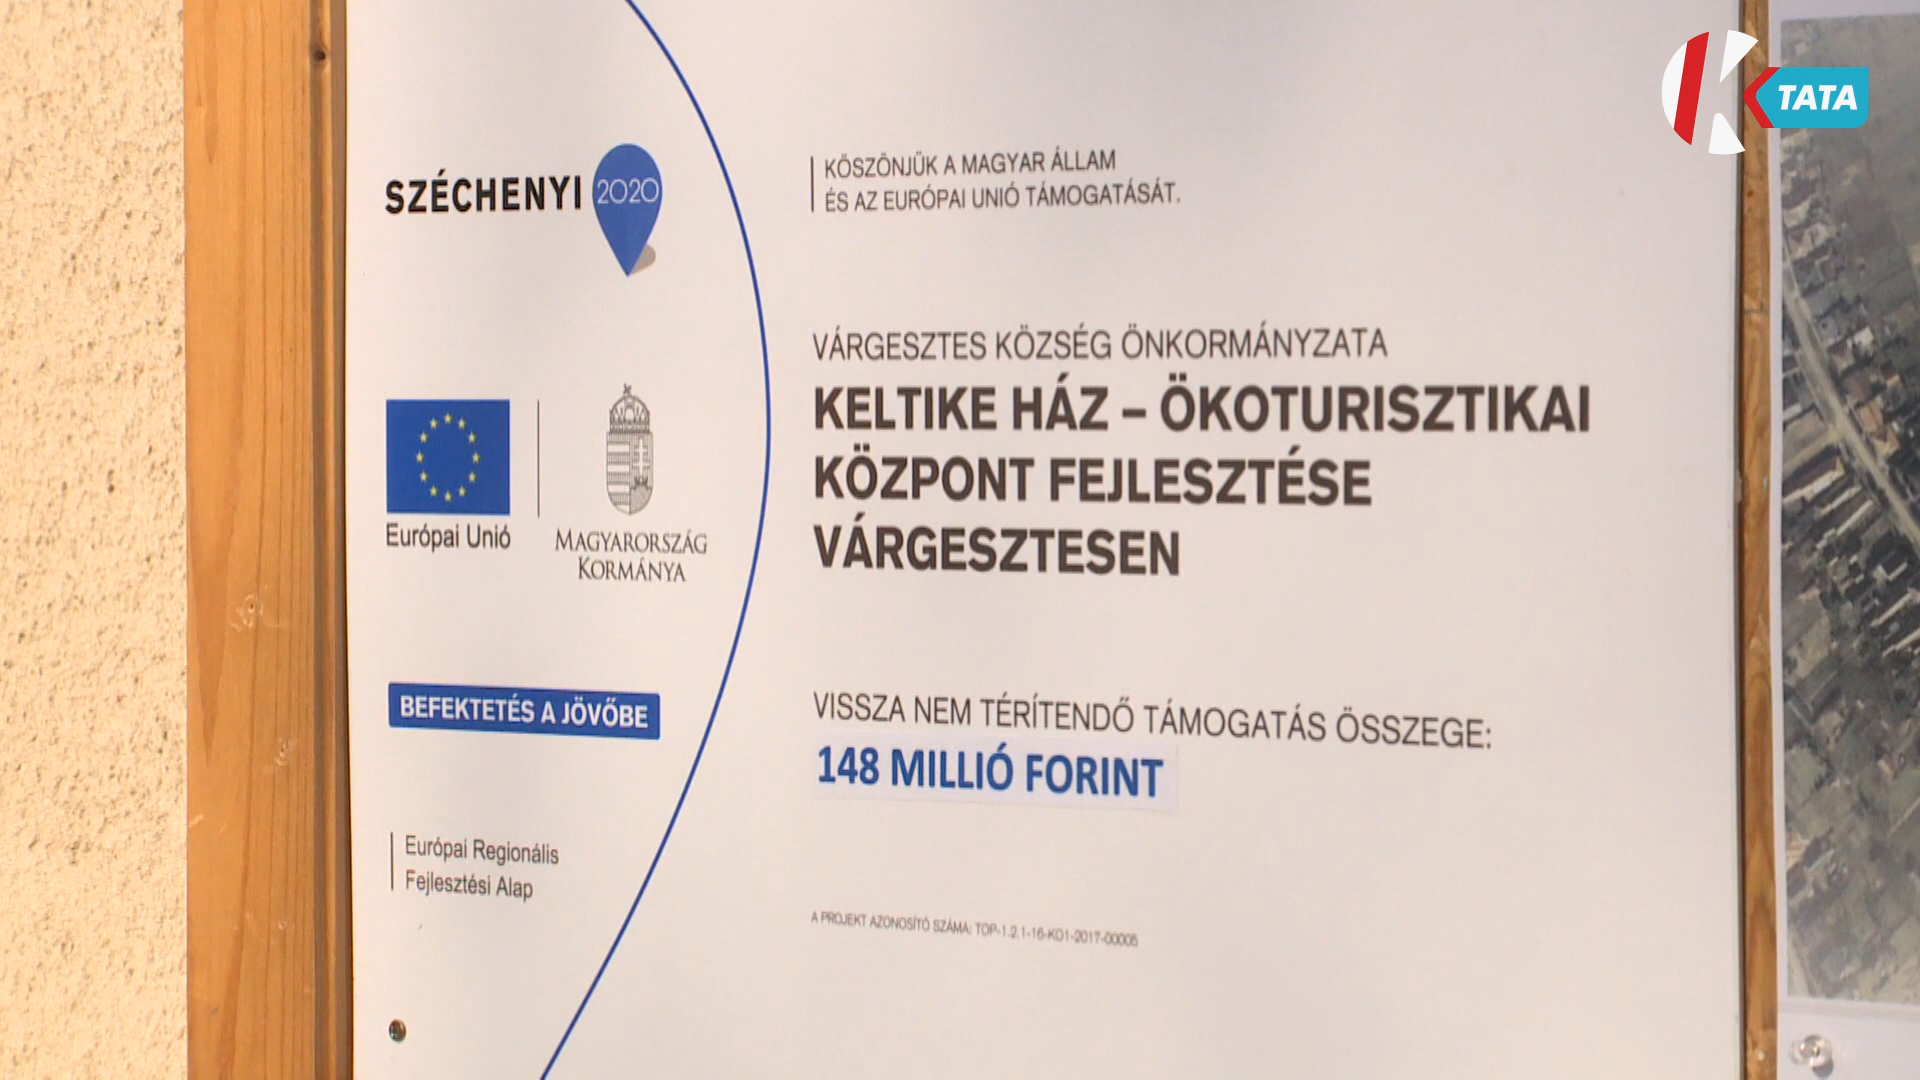 K TATA
SZÉCHENYI 2020
KÖSZÖNJÜK A MAGYAR ÁLLAM
ÉS AZ EURÓPAI UNIÓ TÁMOGATÁSÁT.
VÁRGESZTES KÖZSÉG ÖNKORMÁNYZATA
KELTIKE HÁZ – ÖKOTURISZTIKAI
KÖZPONT FEJLESZTÉSE
VÁRGESZTESEN
Európai Unió
MAGYARORSZÁG
KORMÁNYA
BEFEKTETÉS A JÖVŐBE
VISSZA NEM TÉRÍTENDŐ TÁMOGATÁS ÖSSZEGE:
148 MILLIÓ FORINT
Európai Regionális
Fejlesztési Alap
A PROJEKT AZONOSÍTÓ SZÁMA: TOP-1.2.1-16-KO1-2017-00005